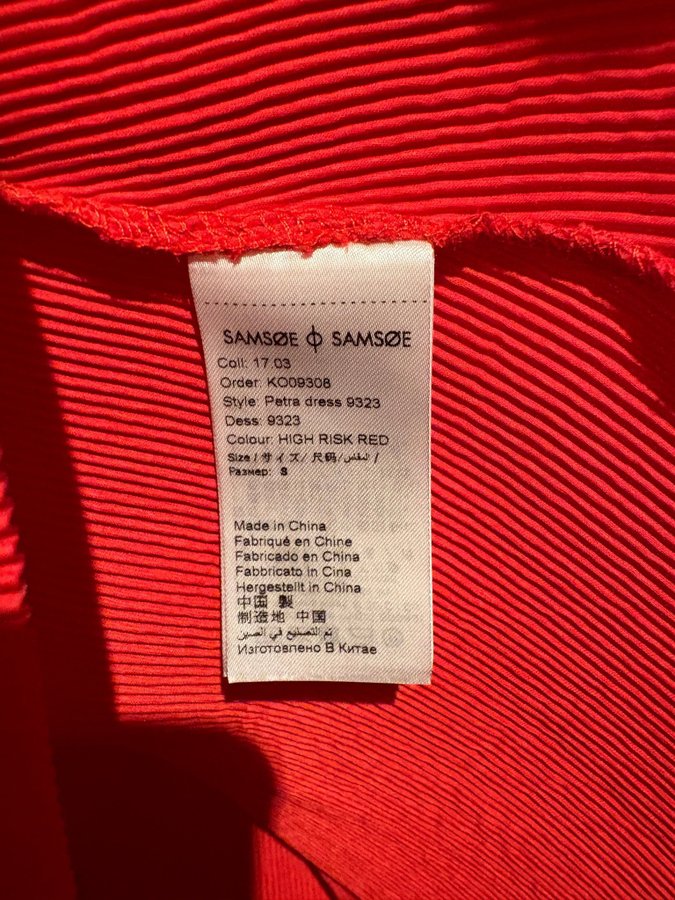 SAMSØE ɸ SAMSØE
Coll: 17.03
Order: KO09308
Style: Petra dress 9323
Dess: 9323
Colour: HIGH RISK RED
Size / サイズ/ 尺码/المقاس /
Размер: S
Made in China
Fabriqué en Chine
Fabricado en China
Fabbricato in Cina
Hergestellt in China
中国 製
制造地 中国
تم التصنيع في الصين
Изготовлено В Китае